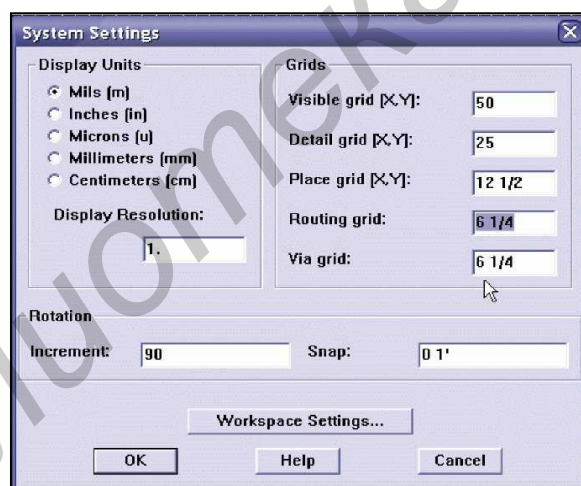 System Settings
Display Units
Mils (m)
Inches (in)
Microns (u)
Millimeters (mm)
Centimeters (cm)
Display Resolution:
1.
Grids
Visible grid [X,Y]: 50
Detail grid [X,Y]: 25
Place grid [X,Y]: 12 1/2
Routing grid: 6 1/4
Via grid: 6 1/4
Rotation
Increment: 90 Snap: 0 1'
Workspace Settings...
OK Help Cancel